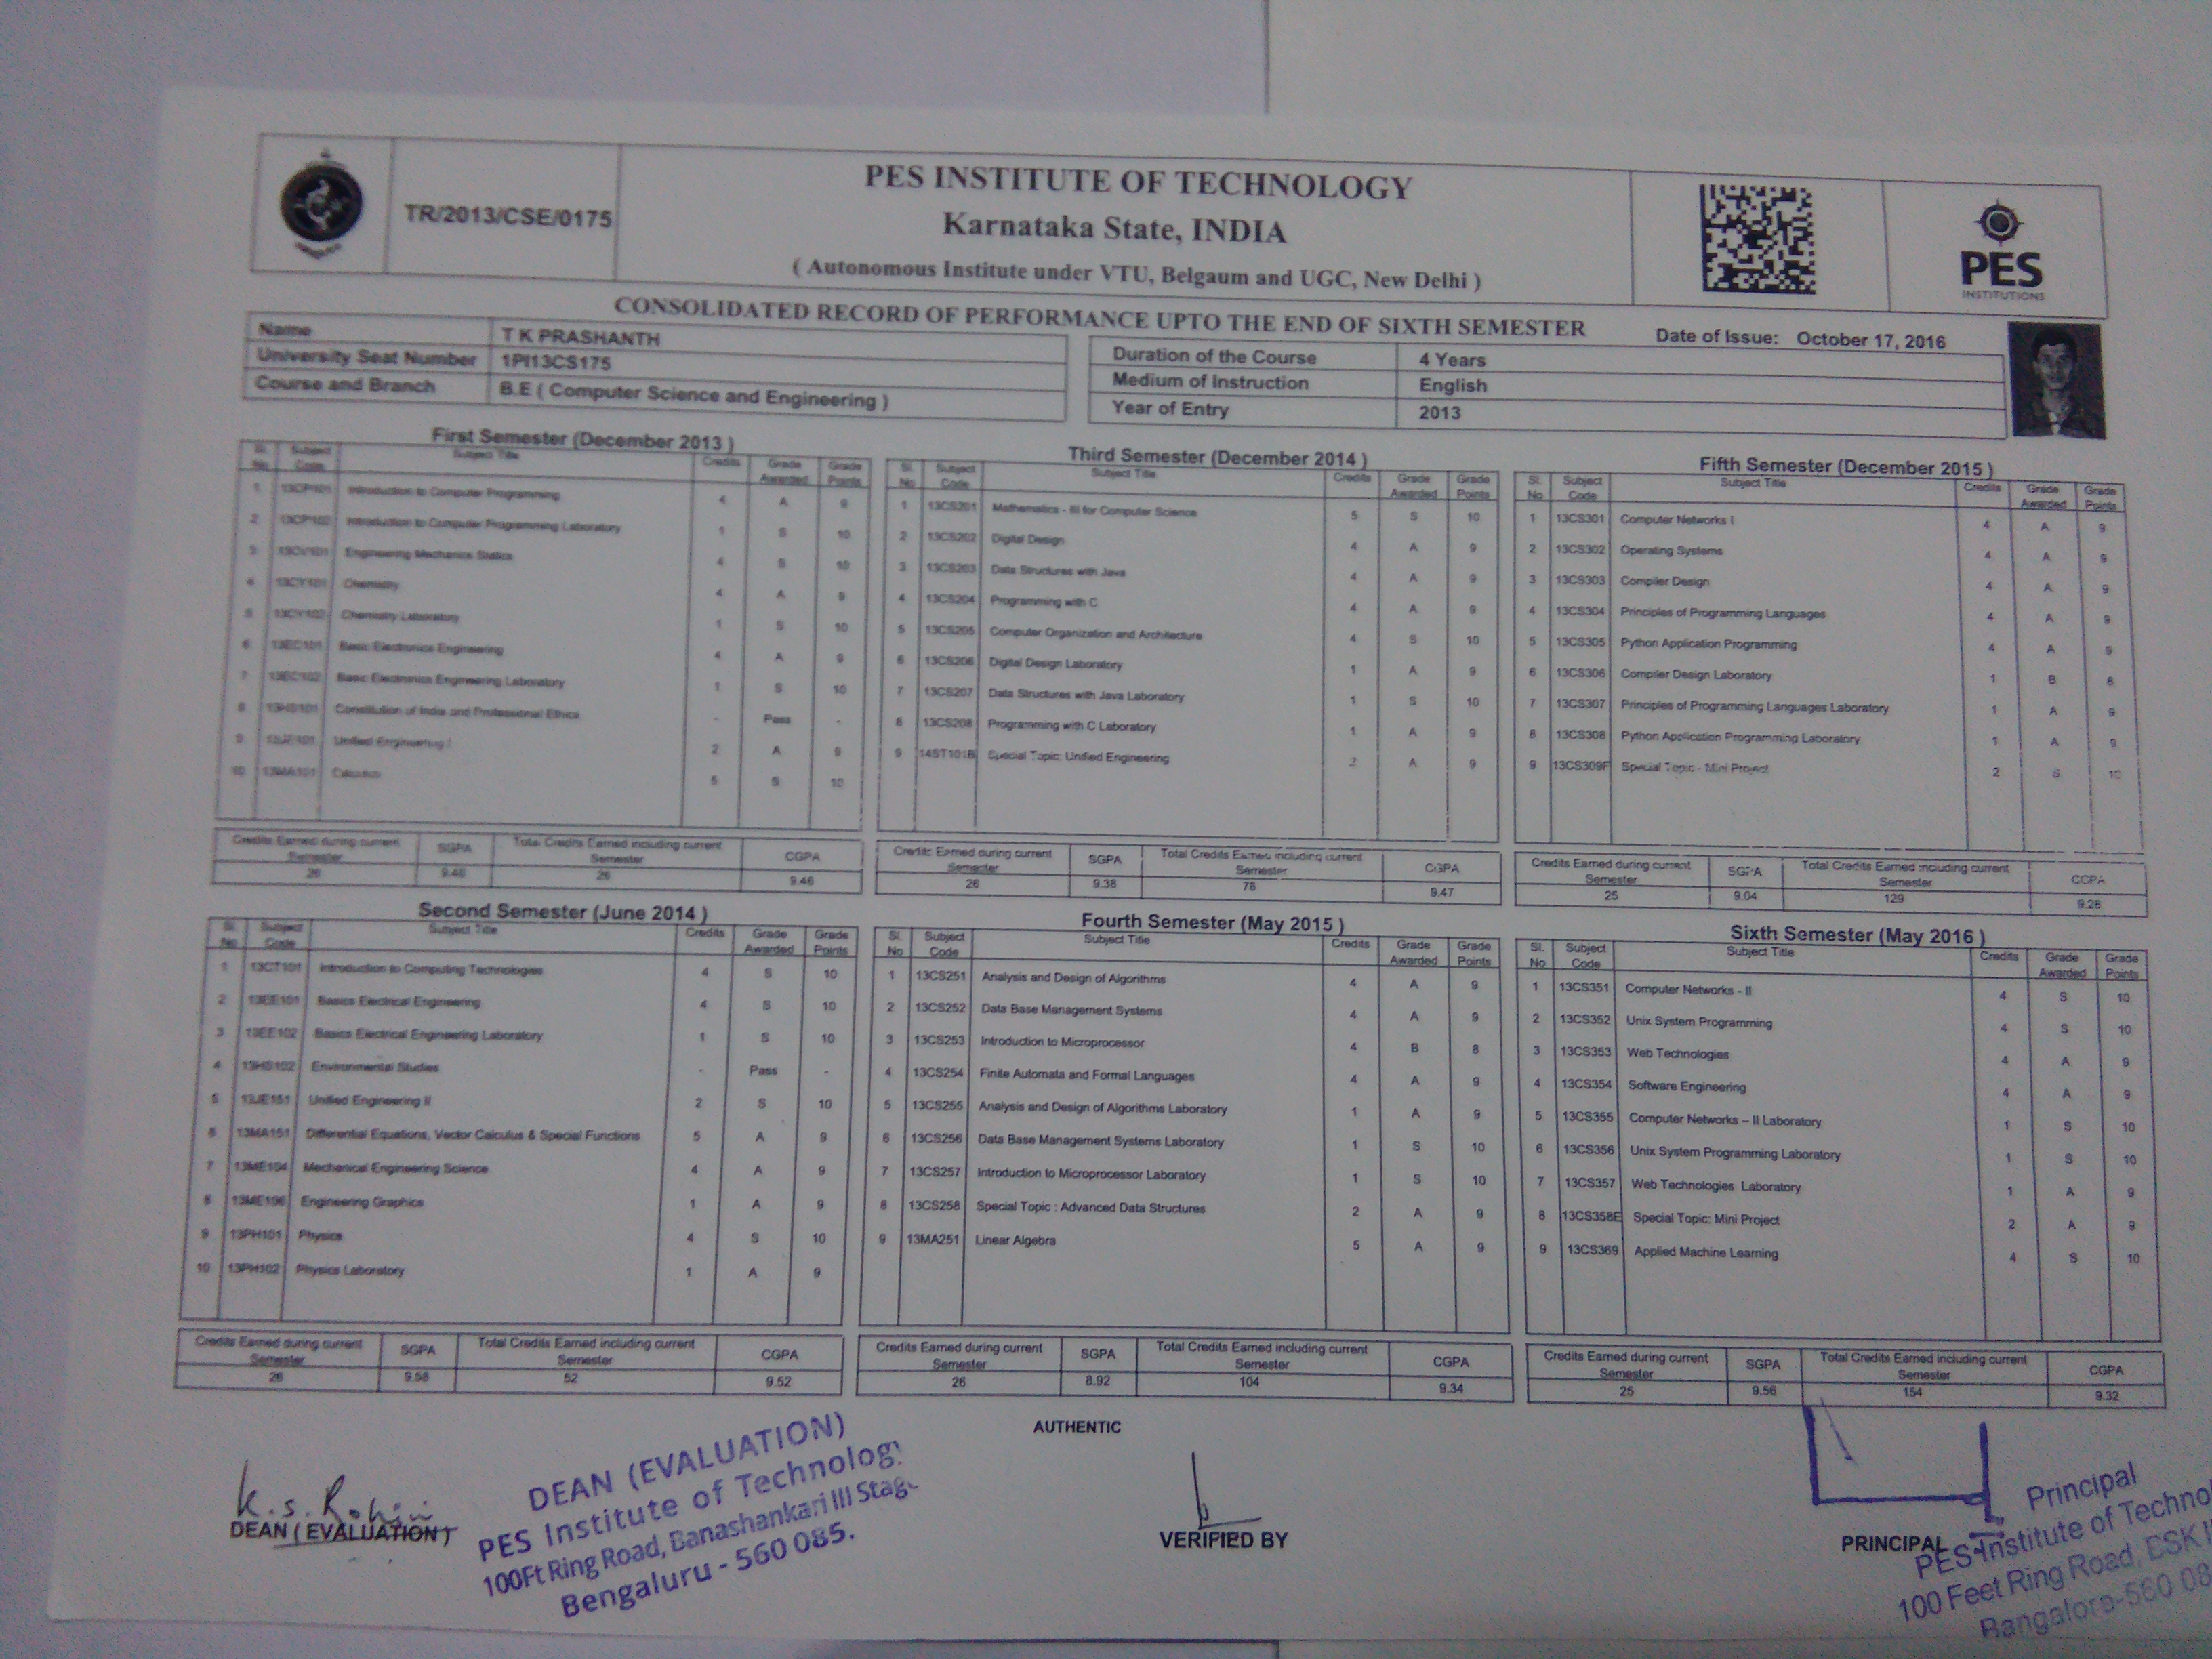 TR/2013/CSE/0175
PES INSTITUTE OF TECHNOLOGY
Karnataka State, INDIA
( Autonomous Institute under VTU, Belgaum and UGC, New Delhi )
PES
INSTITUTIONS
CONSOLIDATED RECORD OF PERFORMANCE UPTO THE END OF SIXTH SEMESTER
Date of Issue: October 17, 2016
Name T K PRASHANTH
University Seat Number 1PI13CS175
Course and Branch B.E ( Computer Science and Engineering )
Duration of the Course 4 Years
Medium of Instruction English
Year of Entry 2013
First Semester (December 2013 )
Sl. No Subject Code Subject Title Credits Grade Awarded Grade Points
1 13CP101 Introduction to Computer Programming 4 A 9
2 13CP102 Introduction to Computer Programming Laboratory 1 S 10
3 13CV101 Engineering Mechanics Statics 4 S 10
4 13CY101 Chemistry 4 A 9
5 13CY102 Chemistry Laboratory 1 S 10
6 13EC101 Basic Electronics Engineering 4 A 9
7 13EC102 Basic Electronics Engineering Laboratory 1 S 10
8 13HS101 Constitution of India and Professional Ethics - Pass -
9 Unified Engineering I 2 A 9
10 13MA101 Calculus 5 S 10
Credits Earned during current Semester SGPA Total Credits Earned including current Semester CGPA
26 9.46 26 9.46
Second Semester (June 2014 )
Sl. No Subject Code Subject Title Credits Grade Awarded Grade Points
1 13CT101 Introduction to Computing Technologies 4 S 10
2 13EE101 Basics Electrical Engineering 4 S 10
3 13EE102 Basics Electrical Engineering Laboratory 1 S 10
4 13HS102 Environmental Studies - Pass -
5 13JE151 Unified Engineering II 2 S 10
6 13MA151 Differential Equations, Vector Calculus & Special Functions 5 A 9
7 13ME104 Mechanical Engineering Science 4 A 9
8 Engineering Graphics 1 A 9
9 13PH101 Physics 4 S 10
10 13PH102 Physics Laboratory 1 A 9
Credits Earned during current Semester SGPA Total Credits Earned including current Semester CGPA
26 9.58 52 9.52
Third Semester (December 2014 )
Sl. No Subject Code Subject Title Credits Grade Awarded Grade Points
1 13CS201 Mathematics - III for Computer Science 5 S 10
2 13CS202 Digital Design 4 A 9
3 13CS203 Data Structures with Java 4 A 9
4 13CS204 Programming with C 4 A 9
5 13CS205 Computer Organization and Architecture 4 S 10
6 13CS206 Digital Design Laboratory 1 A 9
7 13CS207 Data Structures with Java Laboratory 1 S 10
8 13CS208 Programming with C Laboratory 1 A 9
9 14ST101B Special Topic: Unified Engineering 2 A 9
Credits Earned during current Semester SGPA Total Credits Earned including current Semester CGPA
26 9.38 78 9.47
Fourth Semester (May 2015 )
Sl. No Subject Code Subject Title Credits Grade Awarded Grade Points
1 13CS251 Analysis and Design of Algorithms 4 A 9
2 13CS252 Data Base Management Systems 4 A 9
3 13CS253 Introduction to Microprocessor 4 B 8
4 13CS254 Finite Automata and Formal Languages 4 A 9
5 13CS255 Analysis and Design of Algorithms Laboratory 1 A 9
6 13CS256 Data Base Management Systems Laboratory 1 S 10
7 13CS257 Introduction to Microprocessor Laboratory 1 S 10
8 13CS258 Special Topic : Advanced Data Structures 2 A 9
9 13MA251 Linear Algebra 5 A 9
Credits Earned during current Semester SGPA Total Credits Earned including current Semester CGPA
26 8.92 104 9.34
Fifth Semester (December 2015 )
Sl. No Subject Code Subject Title Credits Grade Awarded Grade Points
1 13CS301 Computer Networks I 4 A 9
2 13CS302 Operating Systems 4 A 9
3 13CS303 Compiler Design 4 A 9
4 13CS304 Principles of Programming Languages 4 A 9
5 13CS305 Python Application Programming 4 A 9
6 13CS306 Compiler Design Laboratory 1 B 8
7 13CS307 Principles of Programming Languages Laboratory 1 A 9
8 13CS308 Python Application Programming Laboratory 1 A 9
9 13CS309F Special Topic - Mini Project 2 S 10
Credits Earned during current Semester SGPA Total Credits Earned including current Semester CGPA
25 9.04 129 9.28
Sixth Semester (May 2016 )
Sl. No Subject Code Subject Title Credits Grade Awarded Grade Points
1 13CS351 Computer Networks - II 4 S 10
2 13CS352 Unix System Programming 4 S 10
3 13CS353 Web Technologies 4 A 9
4 13CS354 Software Engineering 4 A 9
5 13CS355 Computer Networks – II Laboratory 1 S 10
6 13CS356 Unix System Programming Laboratory 1 S 10
7 13CS357 Web Technologies Laboratory 1 A 9
8 13CS358E Special Topic: Mini Project 2 A 9
9 13CS369 Applied Machine Learning 4 S 10
Credits Earned during current Semester SGPA Total Credits Earned including current Semester CGPA
25 9.56 154 9.32
AUTHENTIC
K.S. Rohini
DEAN ( EVALUATION)
DEAN (EVALUATION)
PES Institute of Technology
100Ft Ring Road, Banashankari III Stage
Bengaluru - 560 085.
VERIFIED BY
PRINCIPAL
Principal
PES Institute of Technolo
100 Feet Ring Road, BSK I
Bangalore-560 08